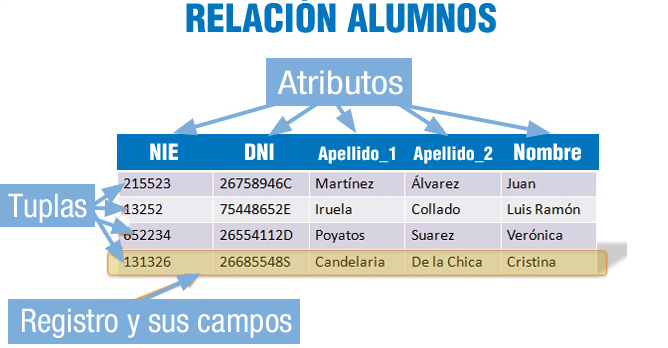 RELACIÓN ALUMNOS
Atributos
NIE DNI Apellido_1 Apellido_2 Nombre
215523 26758946C Martínez Álvarez Juan
Tuplas
13252 75448652E Iruela Collado Luis Ramón
652234 26554112D Poyatos Suarez Verónica
131326 26685548S Candelaria De la Chica Cristina
Registro y sus campos